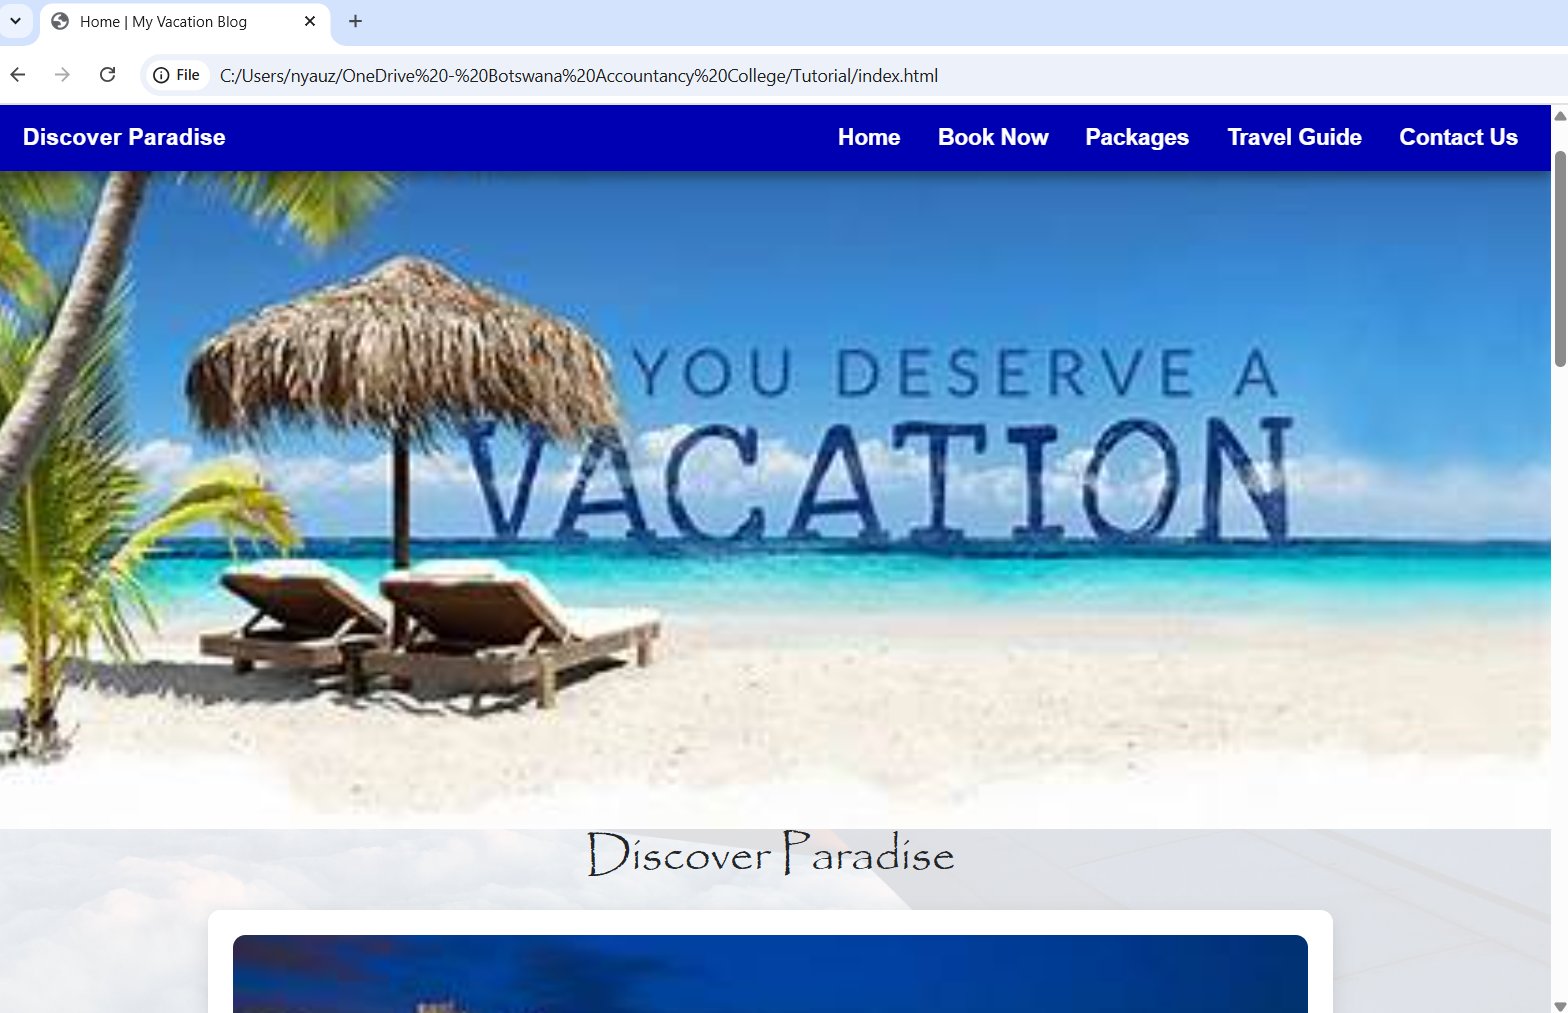 Home | My Vacation Blog
File
C:/Users/nyauz/OneDrive%20-%20Botswana%20Accountancy%20College/Tutorial/index.html
Discover Paradise
Home
Book Now
Packages
Travel Guide
Contact Us
YOU DESERVE A
VACATION
Discover Paradise